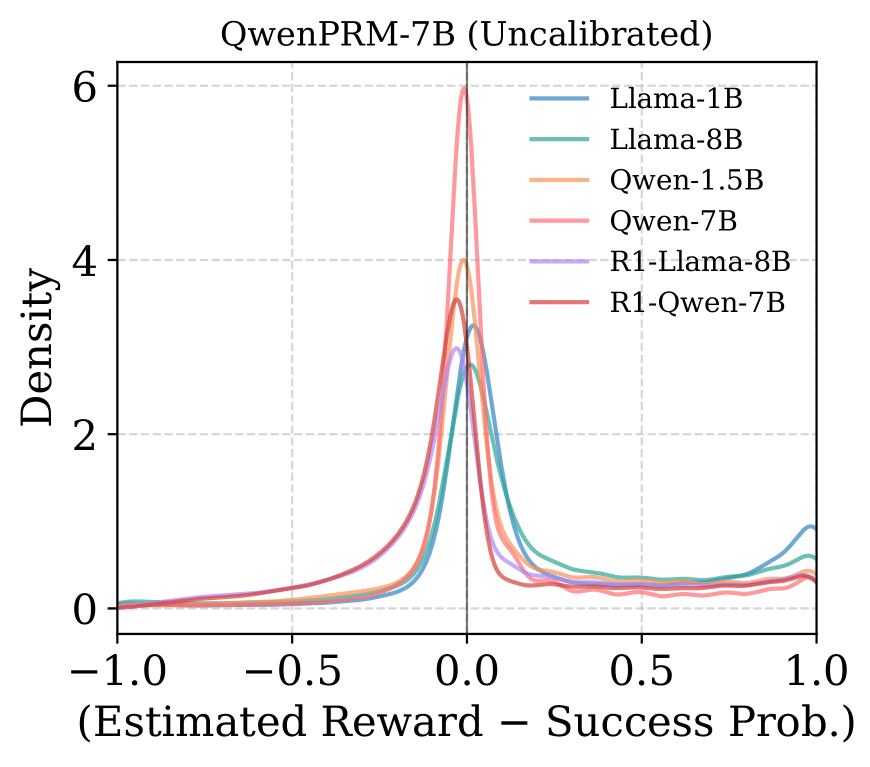 QwenPRM-7B (Uncalibrated)
Density
6
4
2
0
Llama-1B
Llama-8B
Qwen-1.5B
Qwen-7B
R1-Llama-8B
R1-Qwen-7B
−1.0 −0.5 0.0 0.5 1.0
(Estimated Reward − Success Prob.)